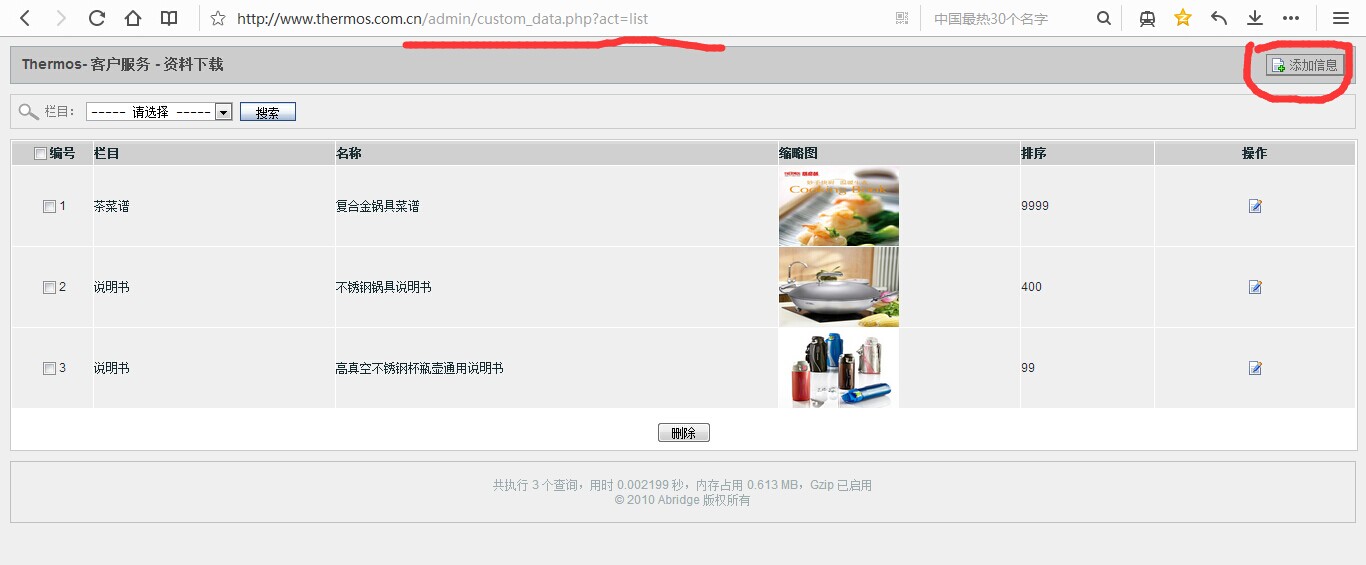 http://www.thermos.com.cn/admin/custom_data.php?act=list 中国最热30个名字
Thermos- 客户服务 - 资料下载 添加信息
栏目: ----- 请选择 ----- 搜索
编号 栏目 名称 缩略图 排序 操作
1 茶菜谱 复合金锅具菜谱 9999
Cooking Book
2 说明书 不锈钢锅具说明书 400
3 说明书 高真空不锈钢杯瓶壶通用说明书 99
删除
共执行 3 个查询，用时 0.002199 秒，内存占用 0.613 MB，Gzip 已启用
© 2010 Abridge 版权所有